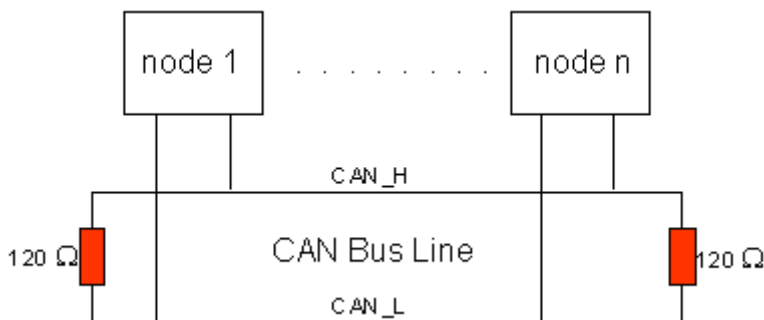 node 1
. . . . . . . .
node n
CAN_H
120 Ω
CAN Bus Line
120 Ω
CAN_L